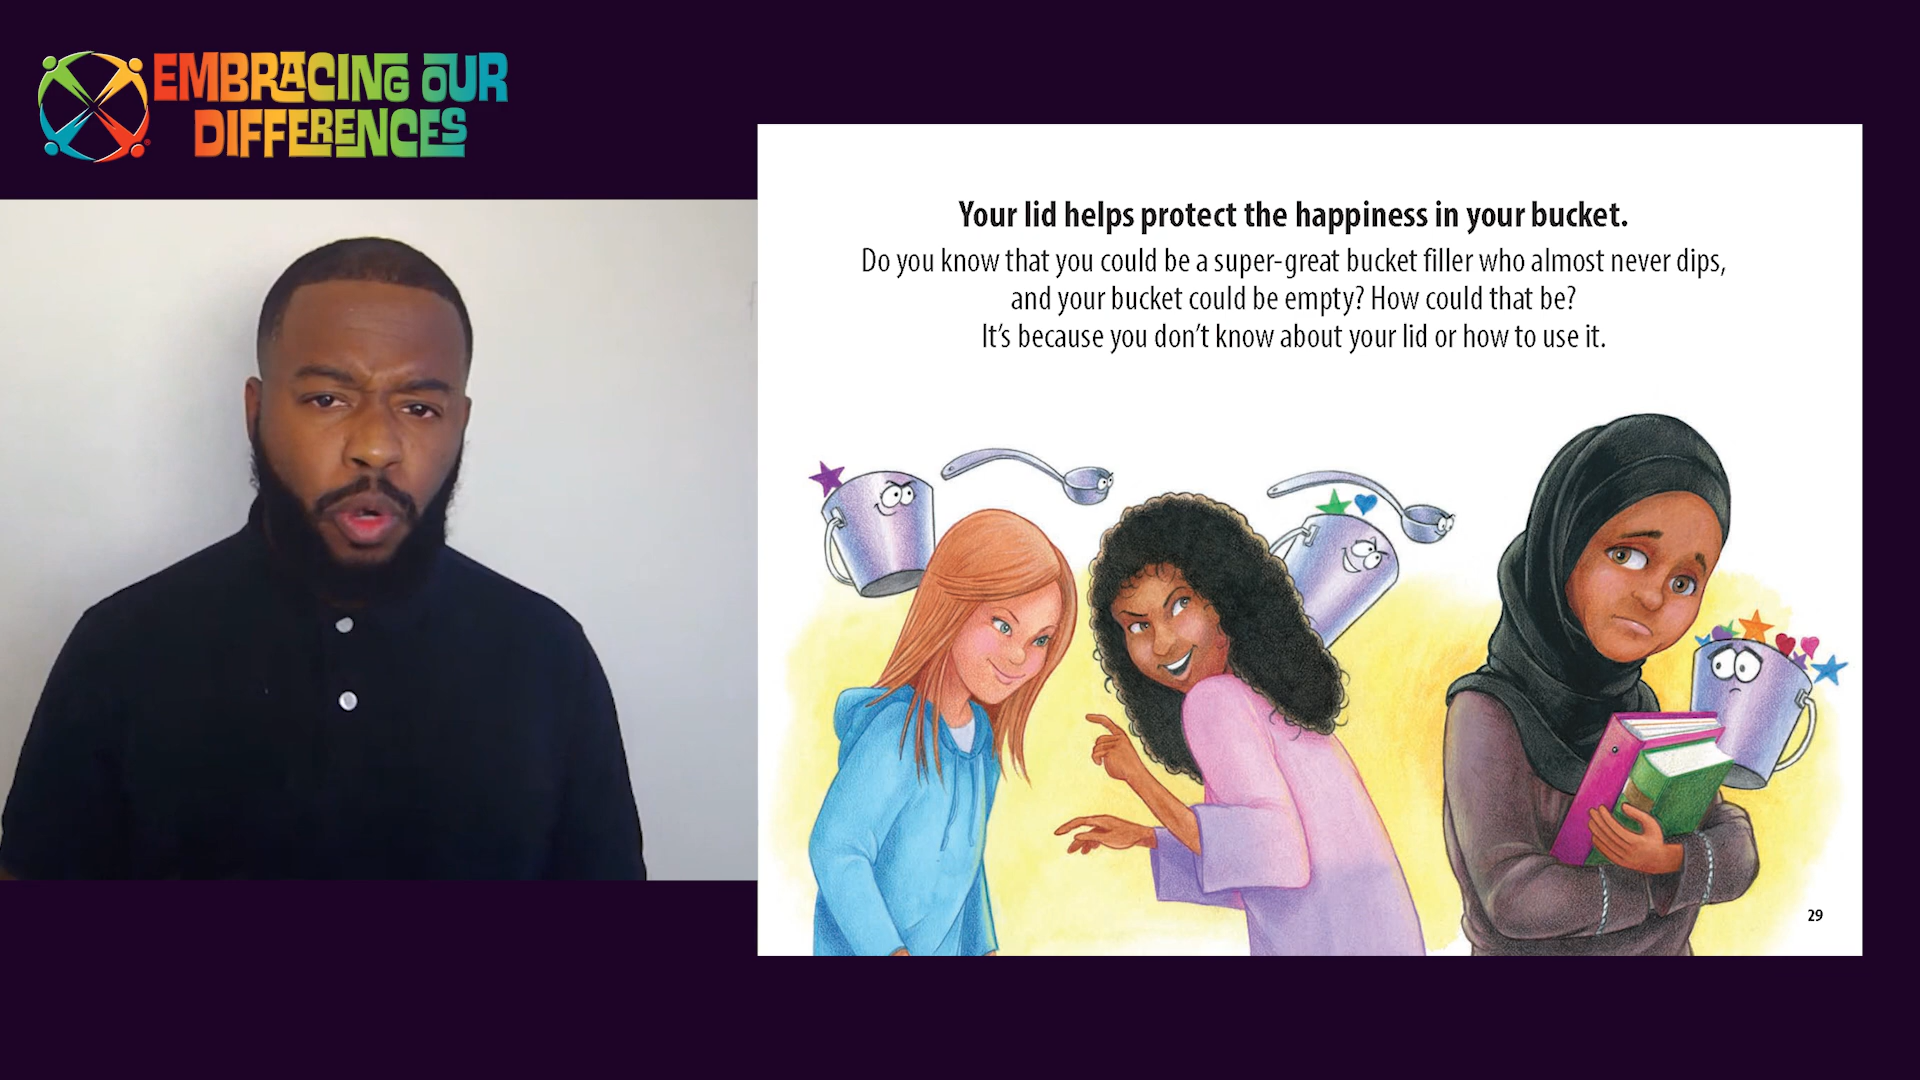 EMBRACING OUR
DIFFERENCES
Your lid helps protect the happiness in your bucket.
Do you know that you could be a super-great bucket filler who almost never dips,
and your bucket could be empty? How could that be?
It's because you don't know about your lid or how to use it.
29